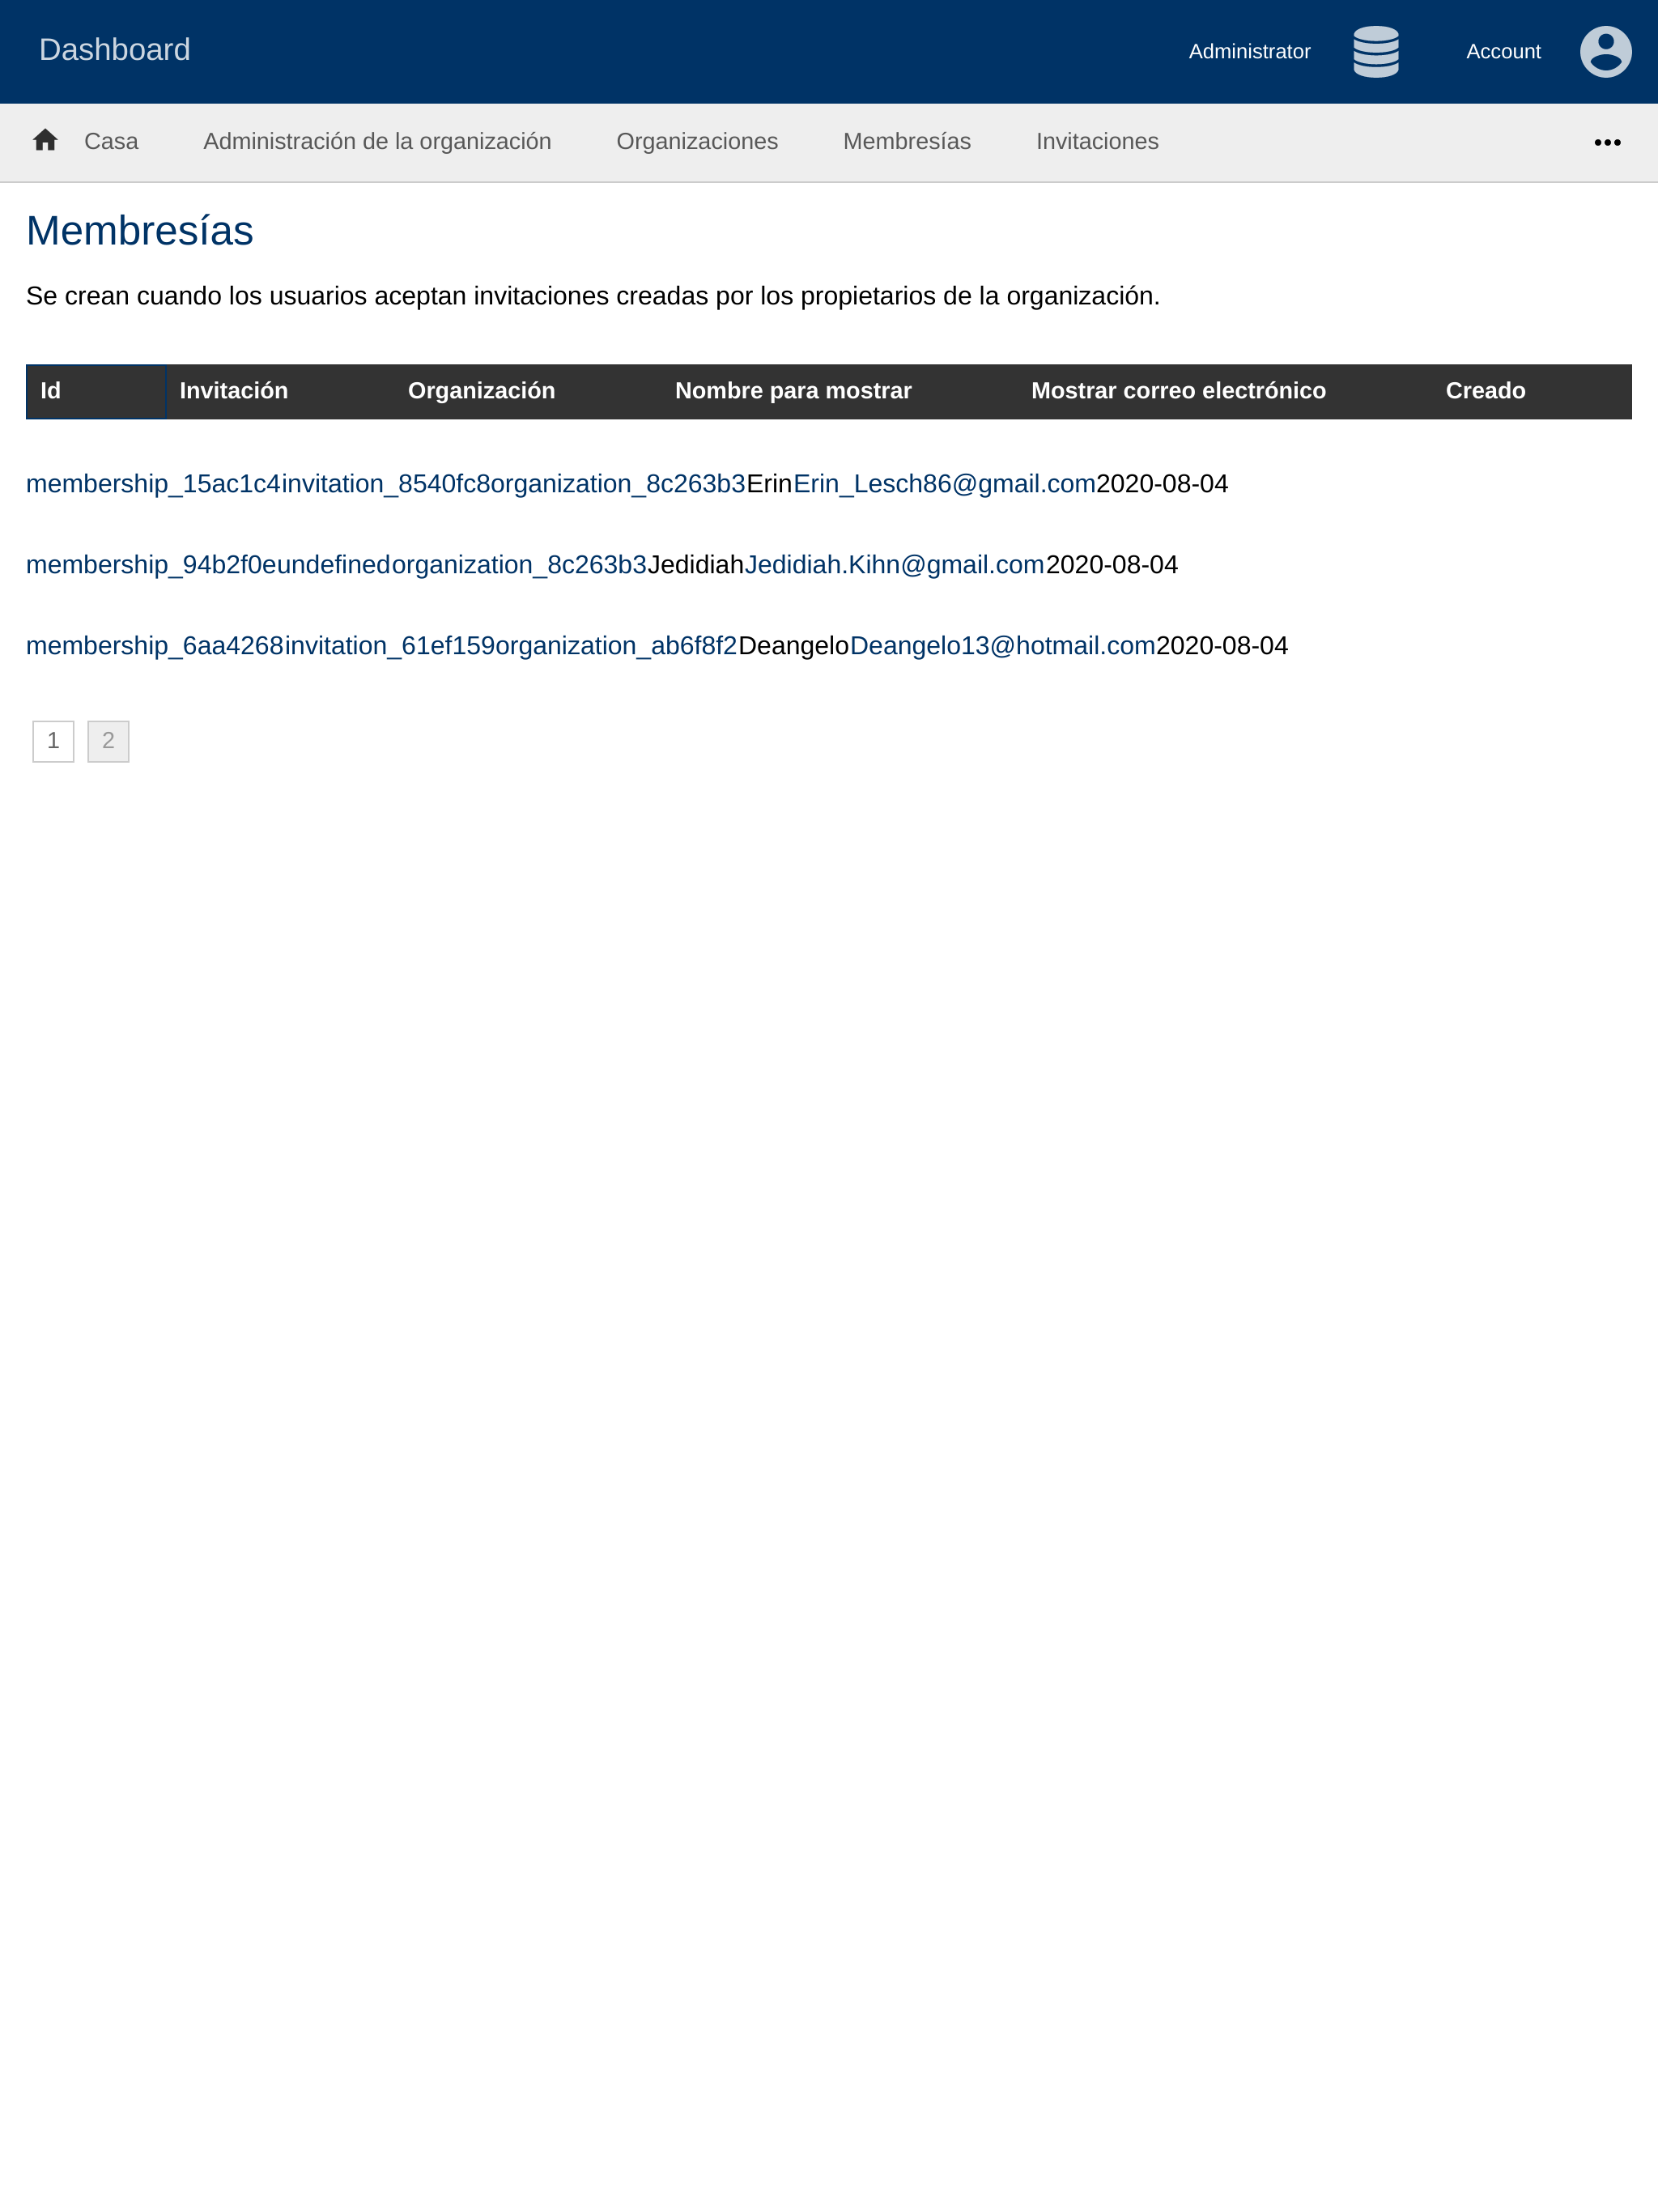 Dashboard
Administrator
Account
Casa Administración de la organización Organizaciones Membresías Invitaciones
Membresías
Se crean cuando los usuarios aceptan invitaciones creadas por los propietarios de la organización.
Id Invitación Organización Nombre para mostrar Mostrar correo electrónico Creado
membership_15ac1c4invitation_8540fc8organization_8c263b3ErinErin_Lesch86@gmail.com2020-08-04
membership_94b2f0eundefinedorganization_8c263b3JedidiahJedidiah.Kihn@gmail.com2020-08-04
membership_6aa4268invitation_61ef159organization_ab6f8f2DeangeloDeangelo13@hotmail.com2020-08-04
1 2